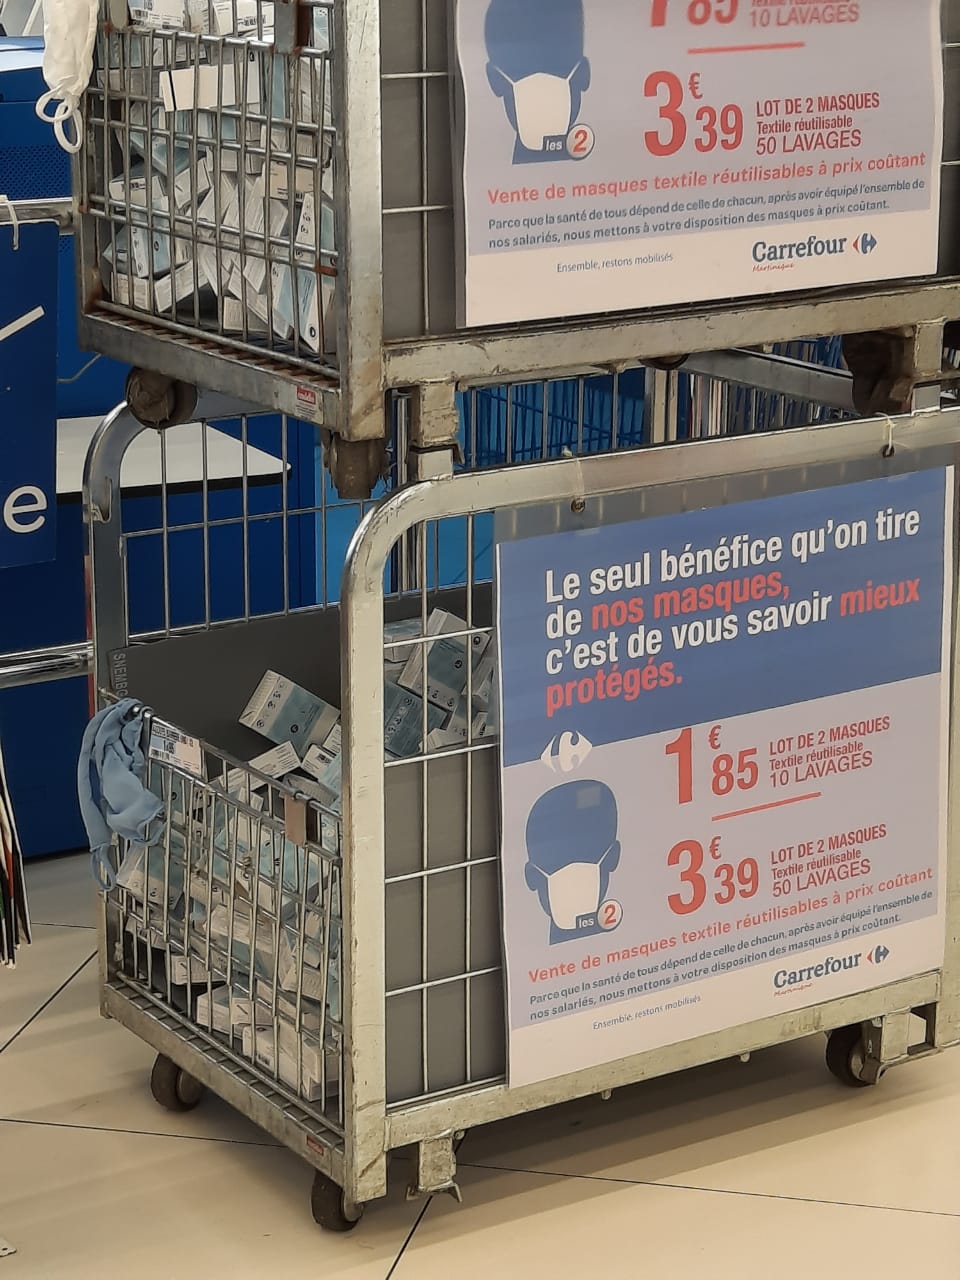 1 85
10 LAVAGES
3€39
LOT DE 2 MASQUES
Textile réutilisable
50 LAVAGES
les 2
Vente de masques textile réutilisables à prix coûtant
Parce que la santé de tous dépend de celle de chacun, après avoir équipé l'ensemble de
nos salariés, nous mettons à votre disposition des masques à prix coûtant.
Ensemble, restons mobilisés
Carrefour
Martinique
e
Le seul bénéfice qu'on tire
de nos masques,
c'est de vous savoir mieux
protégés.
1€85
LOT DE 2 MASQUES
Textile réutilisable
10 LAVAGES
3€39
LOT DE 2 MASQUES
Textile réutilisable
50 LAVAGES
les 2
Vente de masques textile réutilisables à prix coûtant
Parce que la santé de tous dépend de celle de chacun, après avoir équipé l'ensemble de
nos salariés, nous mettons à votre disposition des masques à prix coûtant.
Ensemble, restons mobilisés
Carrefour
Martinique